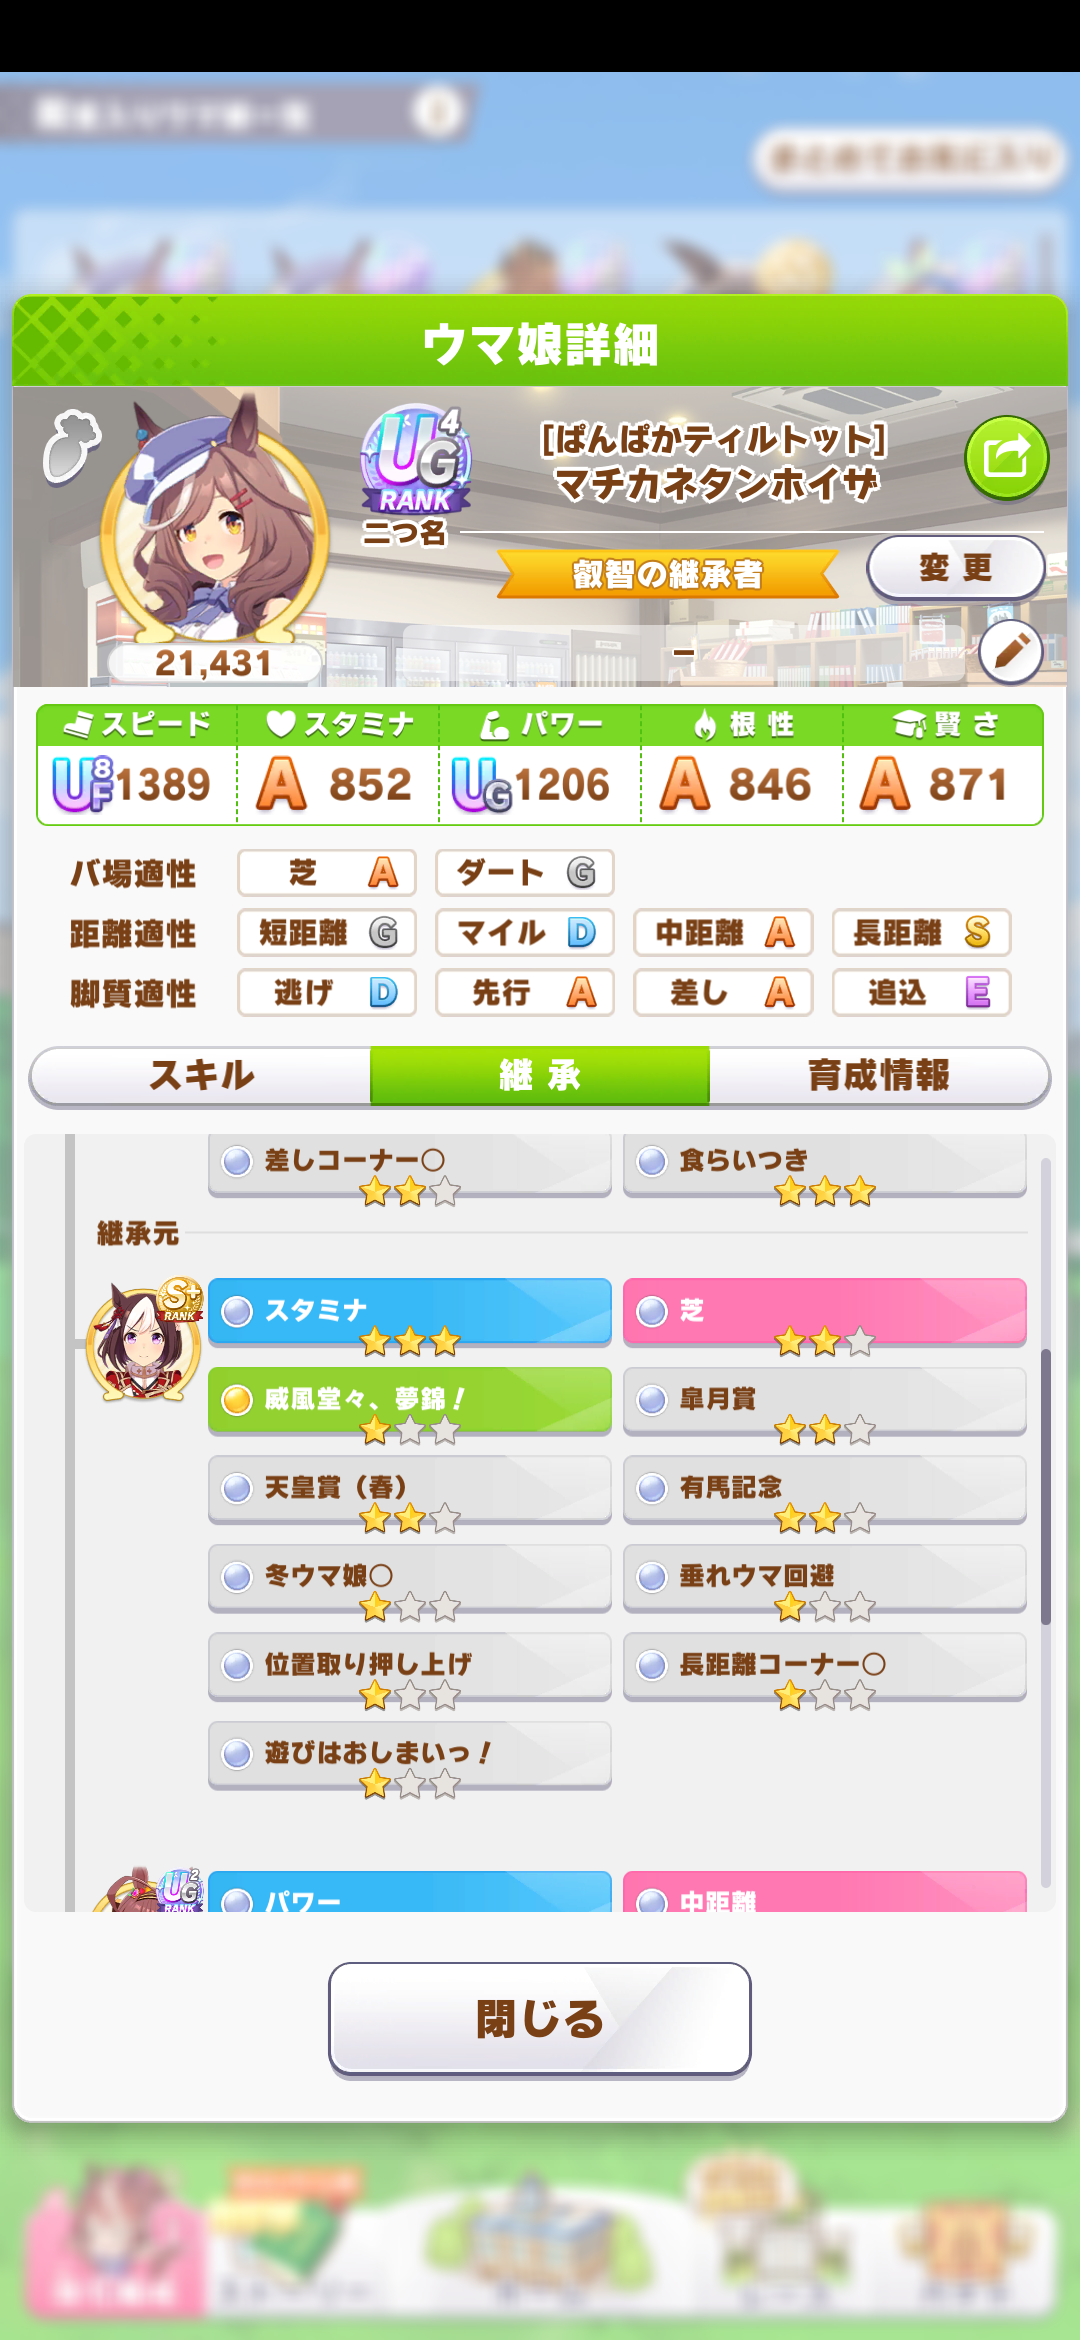 ウマ娘詳細
UG4
RANK
[ぱんぱかティルトット]
マチカネタンホイザ
二つ名
叡智の継承者
変更
21,431
–
スピード スタミナ パワー 根性 賢さ
UF8 1389 A 852 UG 1206 A 846 A 871
バ場適性 芝 A ダート G
距離適性 短距離 G マイル D 中距離 A 長距離 S
脚質適性 逃げ D 先行 A 差し A 追込 E
スキル 継承 育成情報
差しコーナー○ 食らいつき
継承元
S+
RANK
スタミナ 芝
威風堂々、夢錦！ 皐月賞
天皇賞（春） 有馬記念
冬ウマ娘○ 垂れウマ回避
位置取り押し上げ 長距離コーナー○
遊びはおしまいっ！
UG2
RANK
パワー 中距離
閉じる